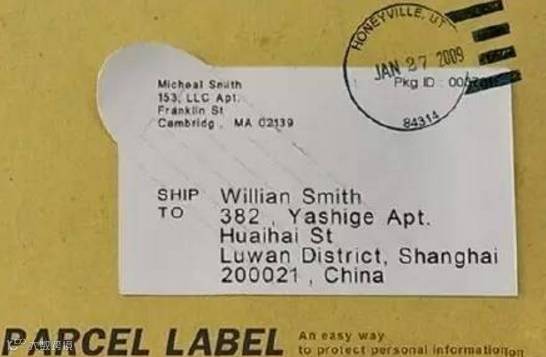 HONEYVILLE, UT
JAN 27 2009
Pkg ID : 003
84314
Micheal Smith
153, LLC Apt.
Franklin St
Cambridg , MA 02139
SHIP TO
Willian Smith
382 , Yashige Apt.
Huaihai St
Luwan District, Shanghai
200021 , China
PARCEL LABEL
An easy way
to protect personal information